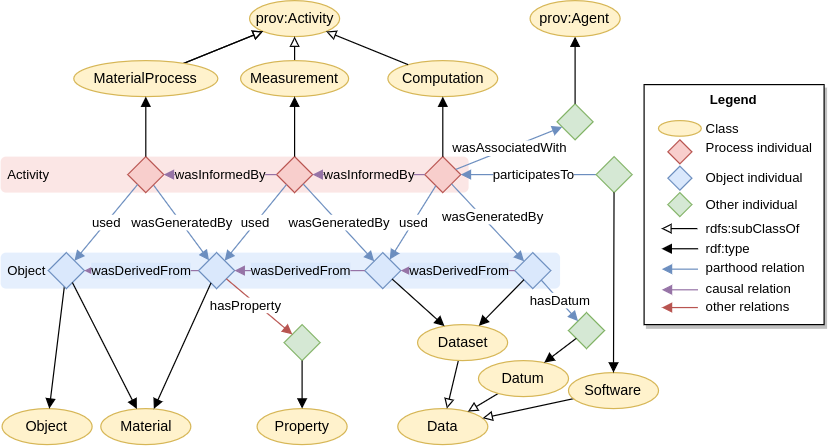 prov:Activity
prov:Agent
MaterialProcess
Measurement
Computation
Legend
Class
Process individual
Object individual
Other individual
rdfs:subClassOf
rdf:type
parthood relation
causal relation
other relations
wasAssociatedWith
Activity
wasInformedBy
wasInformedBy
participatesTo
used
wasGeneratedBy
used
wasGeneratedBy
used
wasGeneratedBy
Object
wasDerivedFrom
wasDerivedFrom
wasDerivedFrom
hasProperty
hasDatum
Dataset
Datum
Software
Object
Material
Property
Data